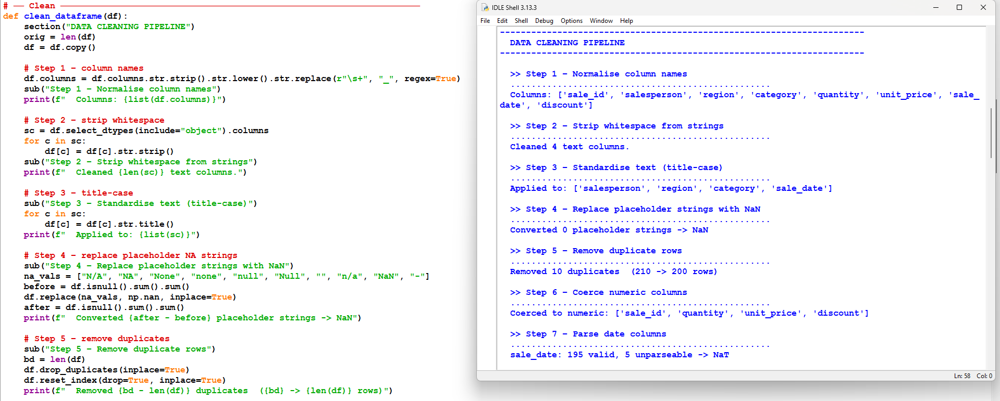 # ── Clean ─────────────────────────────────────────────────────────────────────
def clean_dataframe(df):
    section("DATA CLEANING PIPELINE")
    orig = len(df)
    df = df.copy()

    # Step 1 – column names
    df.columns = df.columns.str.strip().str.lower().str.replace(r"\s+", "_", regex=True)
    sub("Step 1 – Normalise column names")
    print(f"  Columns: {list(df.columns)}")

    # Step 2 – strip whitespace
    sc = df.select_dtypes(include="object").columns
    for c in sc:
        df[c] = df[c].str.strip()
    sub("Step 2 – Strip whitespace from strings")
    print(f"  Cleaned {len(sc)} text columns.")

    # Step 3 – title-case
    sub("Step 3 – Standardise text (title-case)")
    for c in sc:
        df[c] = df[c].str.title()
    print(f"  Applied to: {list(sc)}")

    # Step 4 – replace placeholder NA strings
    sub("Step 4 – Replace placeholder strings with NaN")
    na_vals = ["N/A", "NA", "None", "none", "null", "Null", "", "n/a", "NaN", "-"]
    before = df.isnull().sum().sum()
    df.replace(na_vals, np.nan, inplace=True)
    after = df.isnull().sum().sum()
    print(f"  Converted {after - before} placeholder strings -> NaN")

    # Step 5 – remove duplicates
    sub("Step 5 – Remove duplicate rows")
    bd = len(df)
    df.drop_duplicates(inplace=True)
    df.reset_index(drop=True, inplace=True)
    print(f"  Removed {bd - len(df)} duplicates  ({bd} -> {len(df)} rows)")

IDLE Shell 3.13.3
File Edit Shell Debug Options Window Help
----------------------------------------------------------------------
  DATA CLEANING PIPELINE
----------------------------------------------------------------------

  >> Step 1 – Normalise column names
  ..................................................
  Columns: ['sale_id', 'salesperson', 'region', 'category', 'quantity', 'unit_price', 'sale_
date', 'discount']

  >> Step 2 – Strip whitespace from strings
  ..................................................
  Cleaned 4 text columns.

  >> Step 3 – Standardise text (title-case)
  ..................................................
  Applied to: ['salesperson', 'region', 'category', 'sale_date']

  >> Step 4 – Replace placeholder strings with NaN
  ..................................................
  Converted 0 placeholder strings -> NaN

  >> Step 5 – Remove duplicate rows
  ..................................................
  Removed 10 duplicates  (210 -> 200 rows)

  >> Step 6 – Coerce numeric columns
  ..................................................
  Coerced to numeric: ['sale_id', 'quantity', 'unit_price', 'discount']

  >> Step 7 – Parse date columns
  ..................................................
  sale_date: 195 valid, 5 unparseable -> NaT
Ln: 58 Col: 0